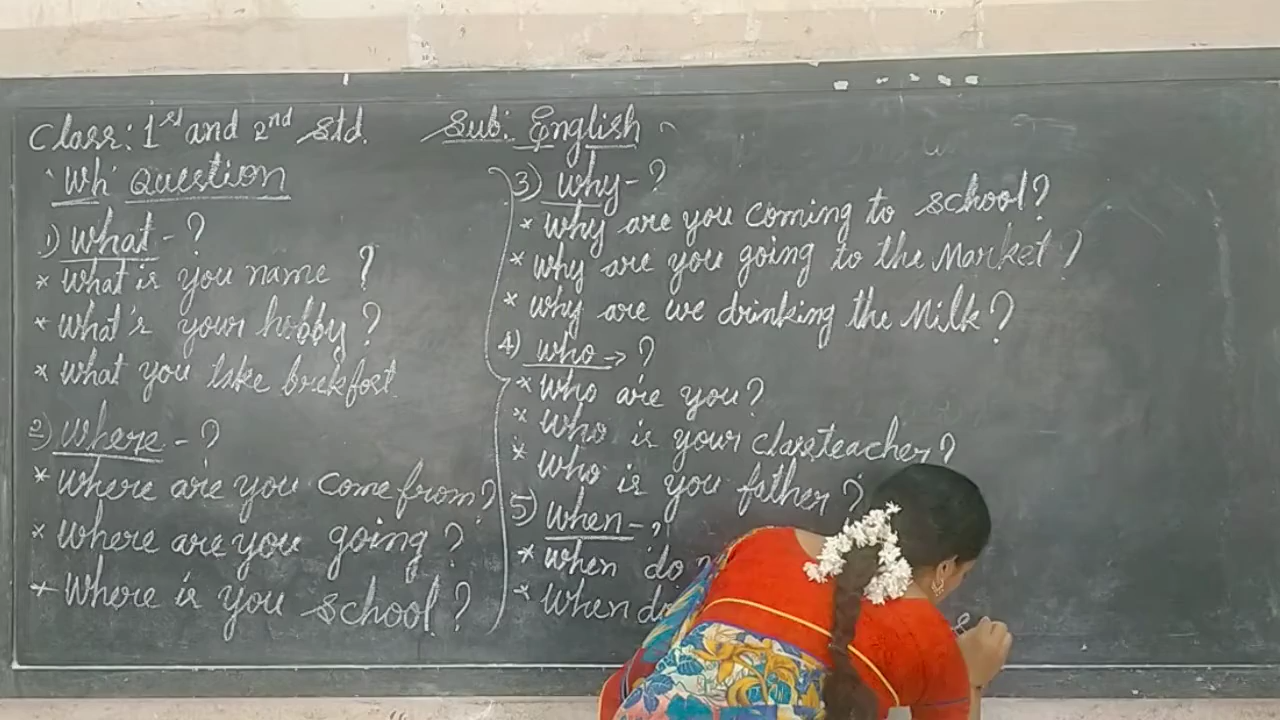 Class: 1st and 2nd Std.
Sub: English
'Wh' Question
1) What - ?
* What is you name ?
* What's your hobby ?
* What you take brekfost
2) Where - ?
* Where are you come from ?
* Where are you going ?
* Where is you school ?
3) Why - ?
* Why are you coming to school ?
* Why are you going to the Market ?
* Why are we drinking the Milk ?
4) Who → ?
* Who are you ?
* Who is your classteacher ?
* Who is you father ?
5) When - ?
* When do
* When